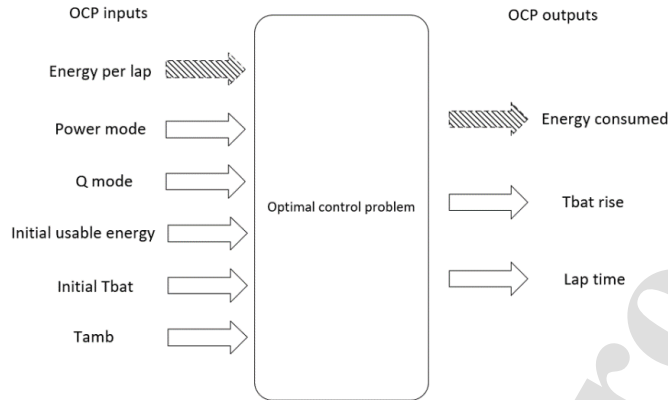 OCP inputs
OCP outputs
Energy per lap
Power mode
Q mode
Initial usable energy
Initial Tbat
Tamb
Optimal control problem
Energy consumed
Tbat rise
Lap time
ro